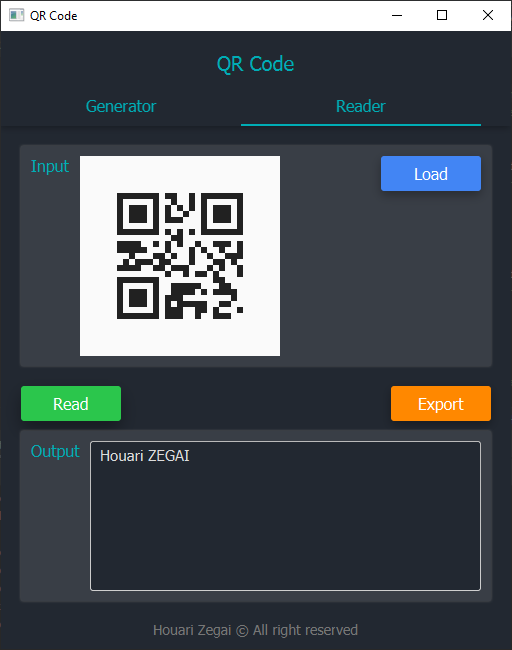 QR Code
QR Code
Generator Reader
Input
Load
Read Export
Output
Houari ZEGAI
Houari Zegai © All right reserved